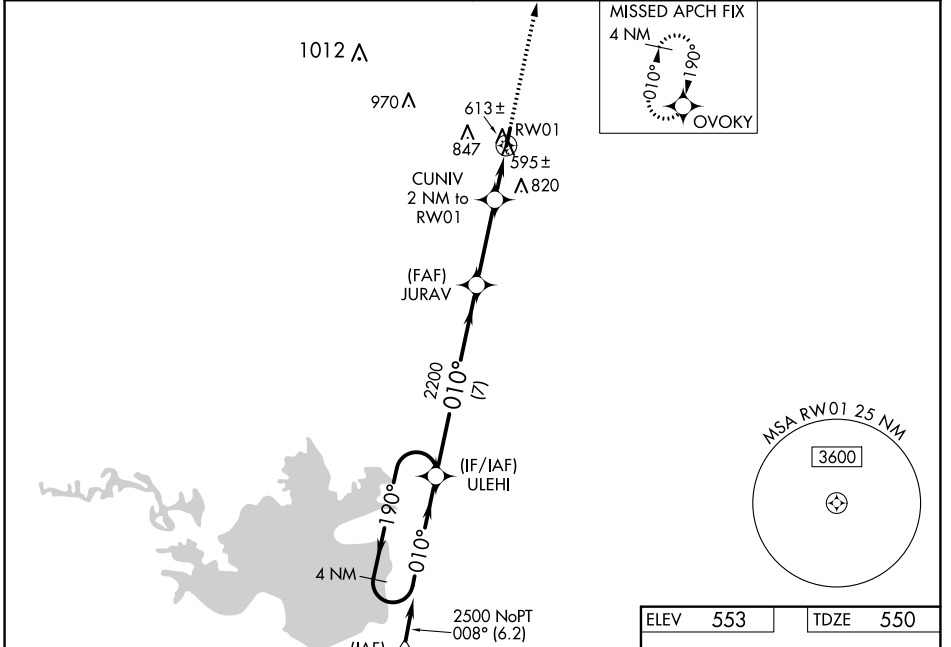 MISSED APCH FIX
4 NM
010°
190°
OVOKY
1012
970
613±
847
RW01
595±
820
CUNIV
2 NM to
RW01
(FAF)
JURAV
2200
010°
(7)
MSA RW01 25 NM
3600
(IF/IAF)
ULEHI
190°
010°
4 NM
2500 NoPT
008° (6.2)
(IAF)
ELEV 553
TDZE 550